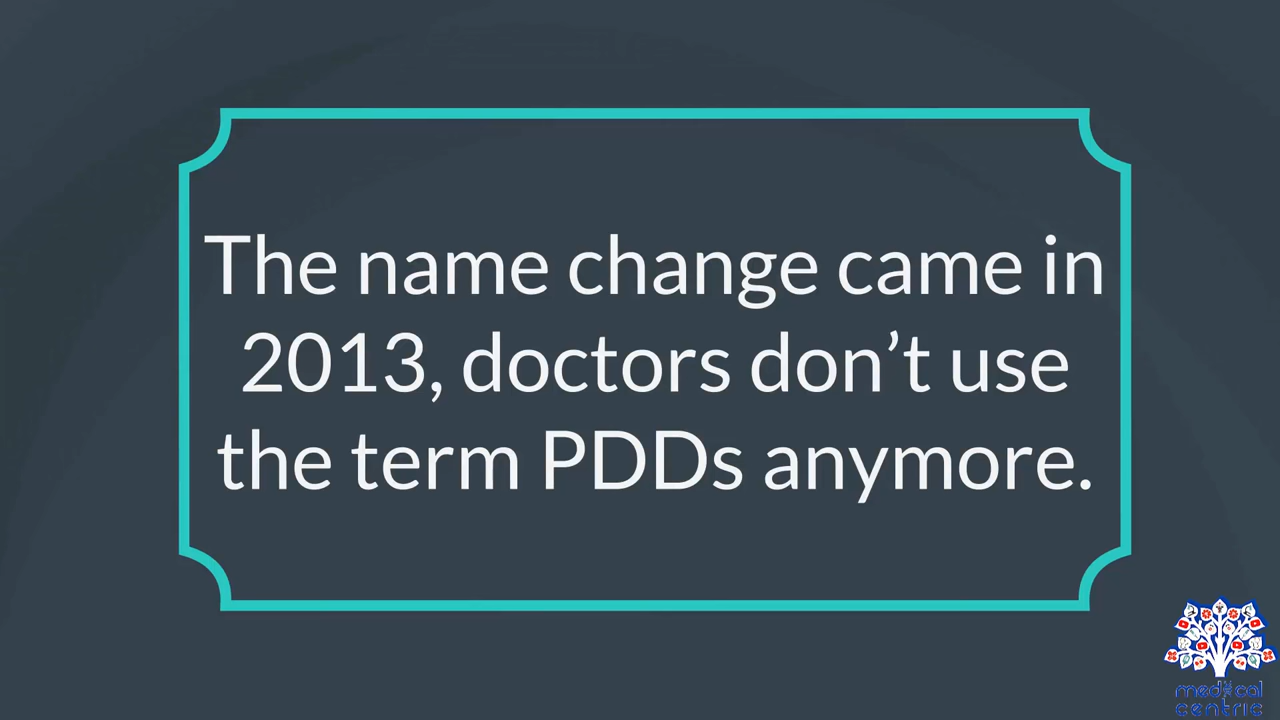 The name change came in
2013, doctors don’t use
the term PDDs anymore.
medical
centric